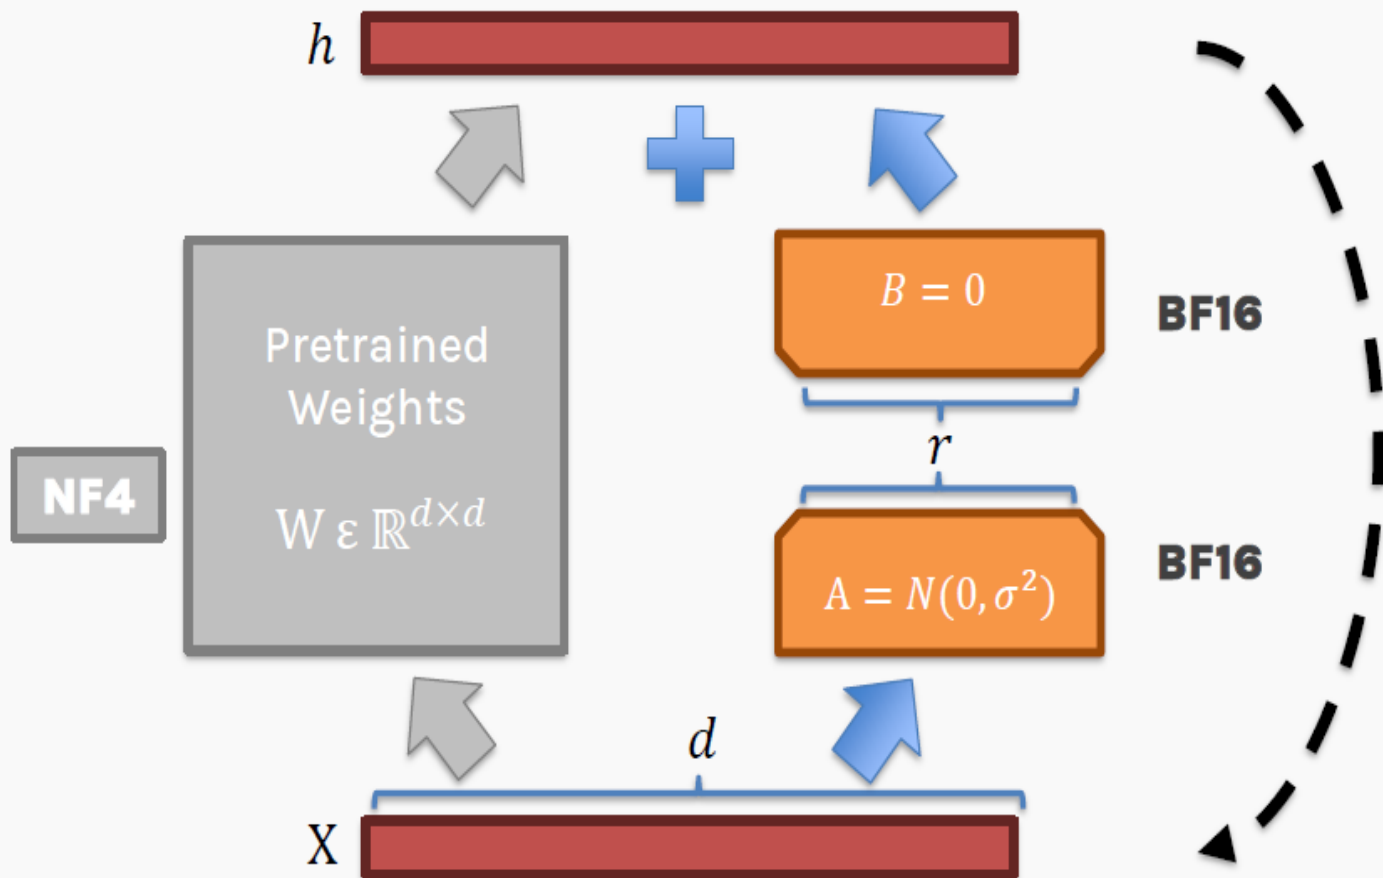 h
B = 0
BF16
Pretrained
Weights
r
NF4
W ε ℝ^{d×d}
BF16
A = N(0, σ²)
d
X